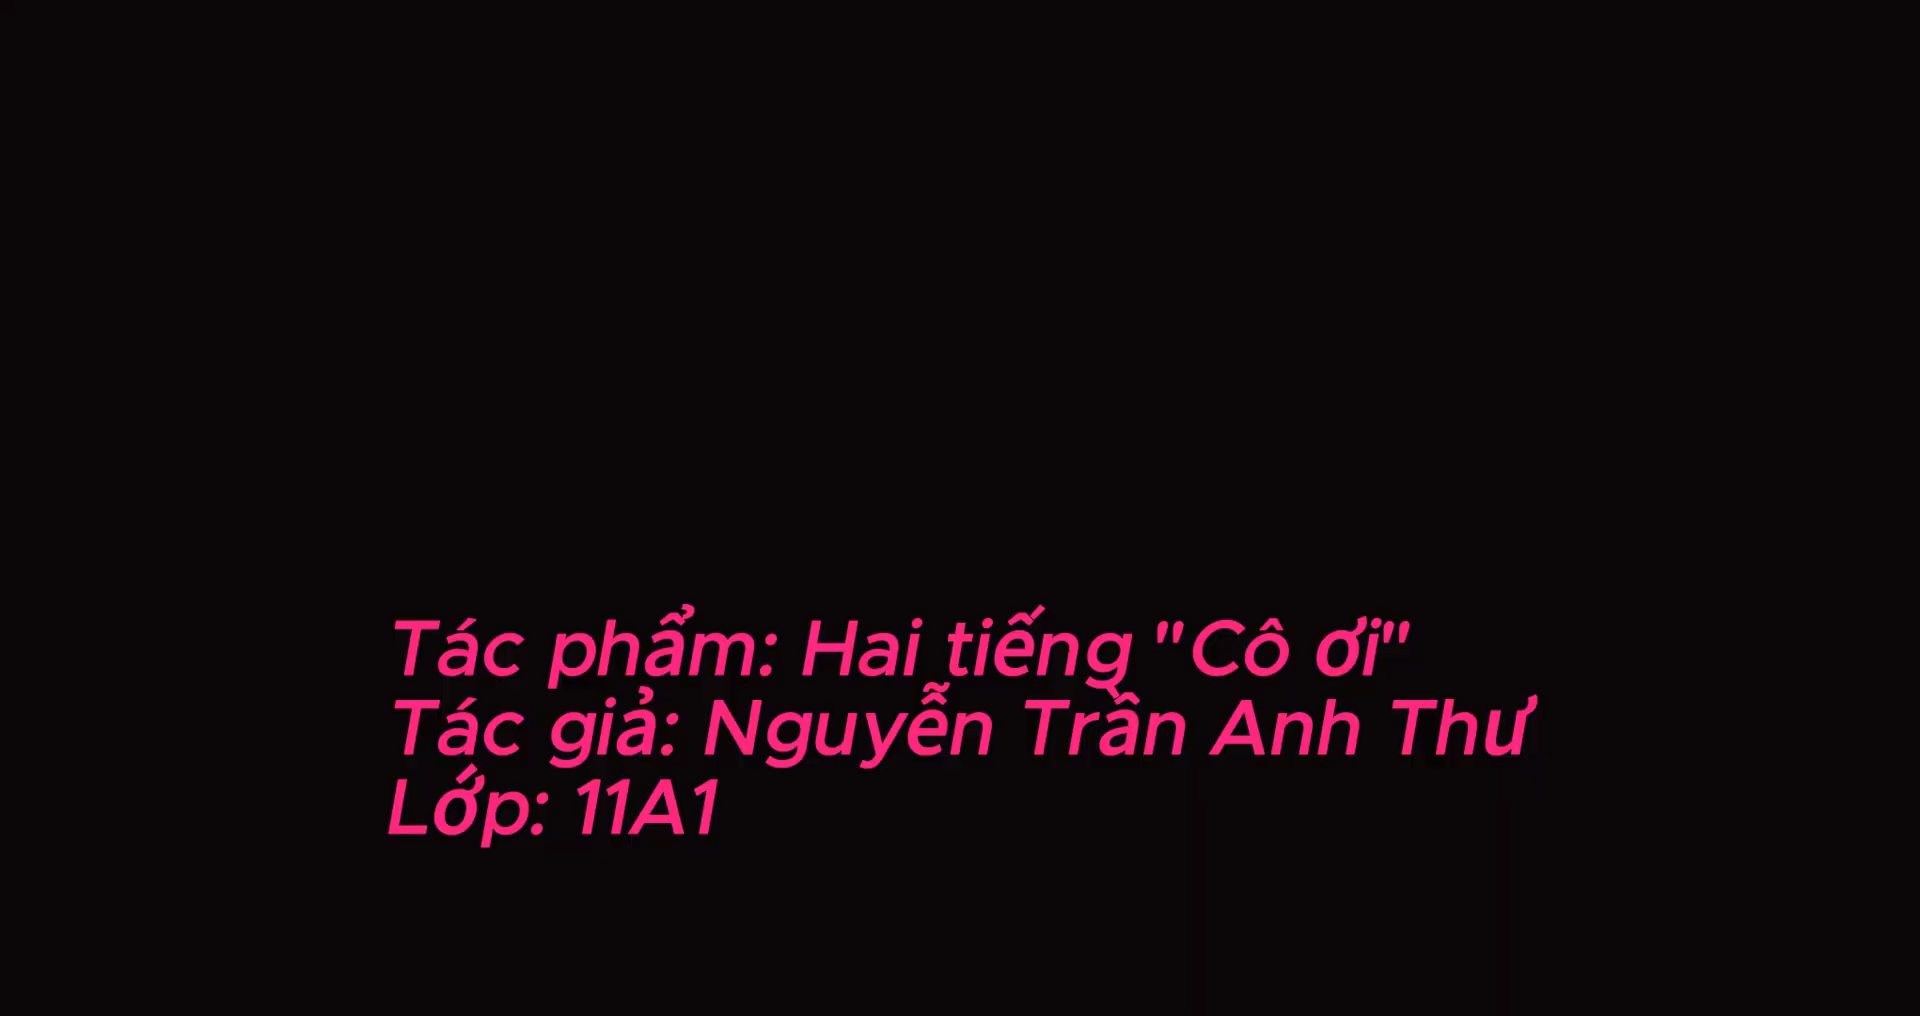 Tác phẩm: Hai tiếng "Cô ơi"
Tác giả: Nguyễn Trần Anh Thư
Lớp: 11A1